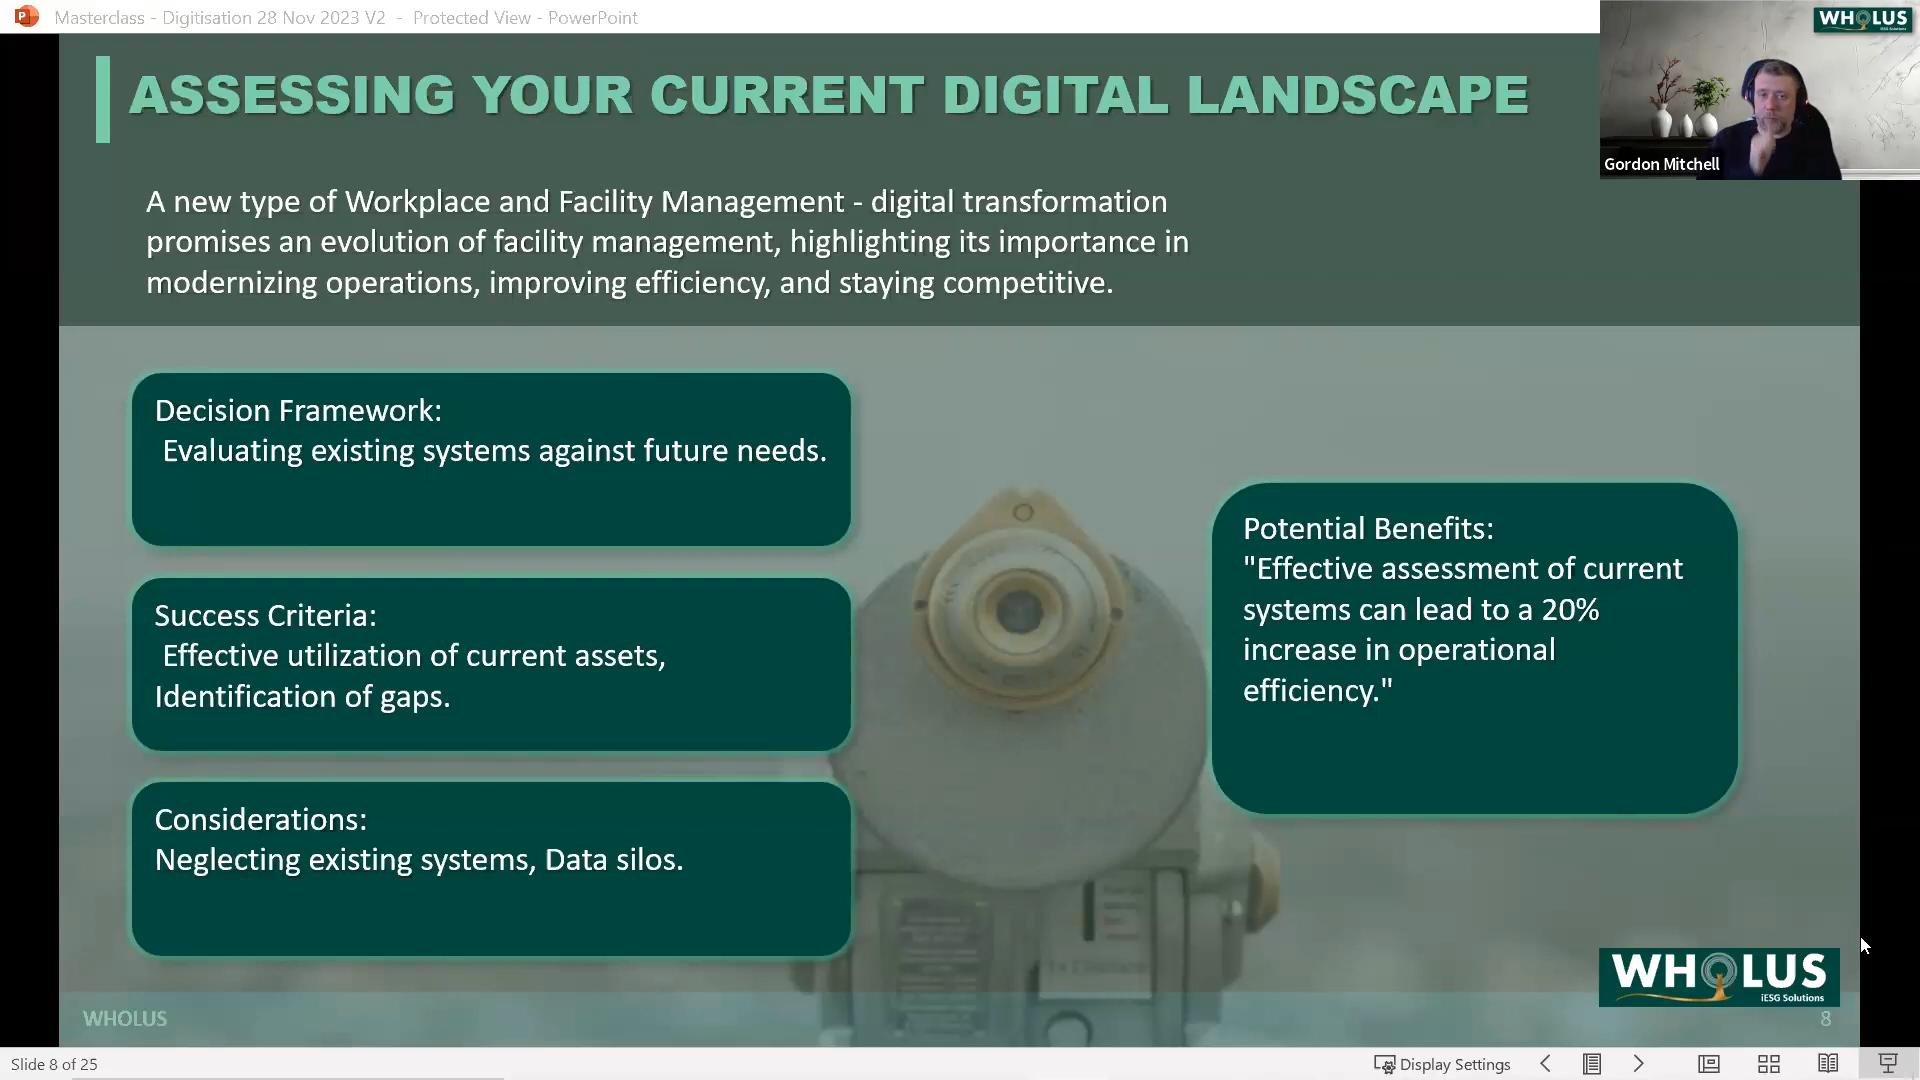 Masterclass - Digitisation 28 Nov 2023 V2 - Protected View - PowerPoint
WHOLUS
iESG Solutions
Gordon Mitchell
ASSESSING YOUR CURRENT DIGITAL LANDSCAPE
A new type of Workplace and Facility Management - digital transformation
promises an evolution of facility management, highlighting its importance in
modernizing operations, improving efficiency, and staying competitive.
Decision Framework:
Evaluating existing systems against future needs.
Success Criteria:
Effective utilization of current assets,
Identification of gaps.
Considerations:
Neglecting existing systems, Data silos.
Potential Benefits:
"Effective assessment of current
systems can lead to a 20%
increase in operational
efficiency."
WHOLUS
iESG Solutions
WHOLUS
8
Slide 8 of 25
Display Settings